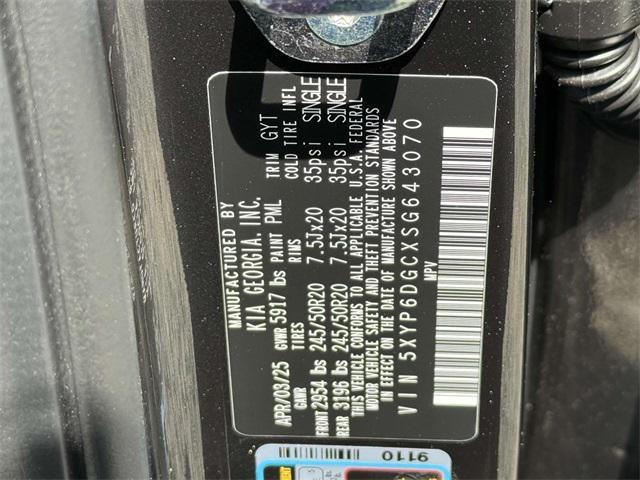 MANUFACTURED BY
KIA GEORGIA, INC.
APR/03/25 GVWR 5917 lbs PAINT PML TRIM GYT
GAWR TIRES RIMS COLD TIRE INFL
FRONT 2954 lbs 245/50R20 7.5Jx20 35psi SINGLE
REAR 3196 lbs 245/50R20 7.5Jx20 35psi SINGLE
THIS VEHICLE CONFORMS TO ALL APPLICABLE U.S.A. FEDERAL
MOTOR VEHICLE SAFETY AND THEFT PREVENTION STANDARDS
IN EFFECT ON THE DATE OF MANUFACTURE SHOWN ABOVE
VIN 5XYP6DGCXSG643070
MPV
9110